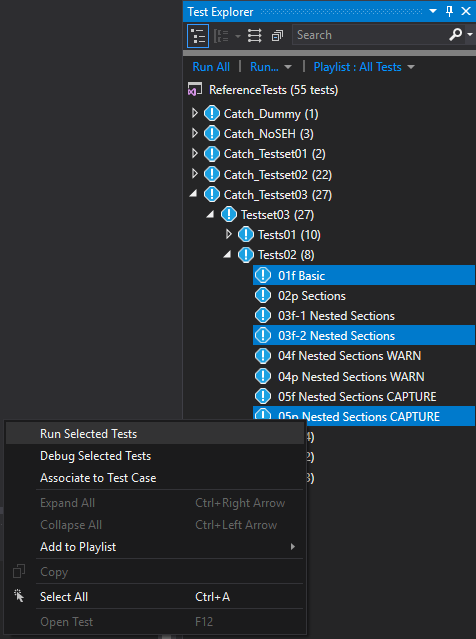 Test Explorer
Search
Run All | Run... | Playlist : All Tests
ReferenceTests (55 tests)
Catch_Dummy (1)
Catch_NoSEH (3)
Catch_Testset01 (2)
Catch_Testset02 (22)
Catch_Testset03 (27)
Testset03 (27)
Tests01 (10)
Tests02 (8)
01f Basic
02p Sections
03f-1 Nested Sections
03f-2 Nested Sections
04f Nested Sections WARN
04p Nested Sections WARN
05f Nested Sections CAPTURE
05p Nested Sections CAPTURE
4)
2)
3)
Run Selected Tests
Debug Selected Tests
Associate to Test Case
Expand All Ctrl+Right Arrow
Collapse All Ctrl+Left Arrow
Add to Playlist
Copy
Select All Ctrl+A
Open Test F12